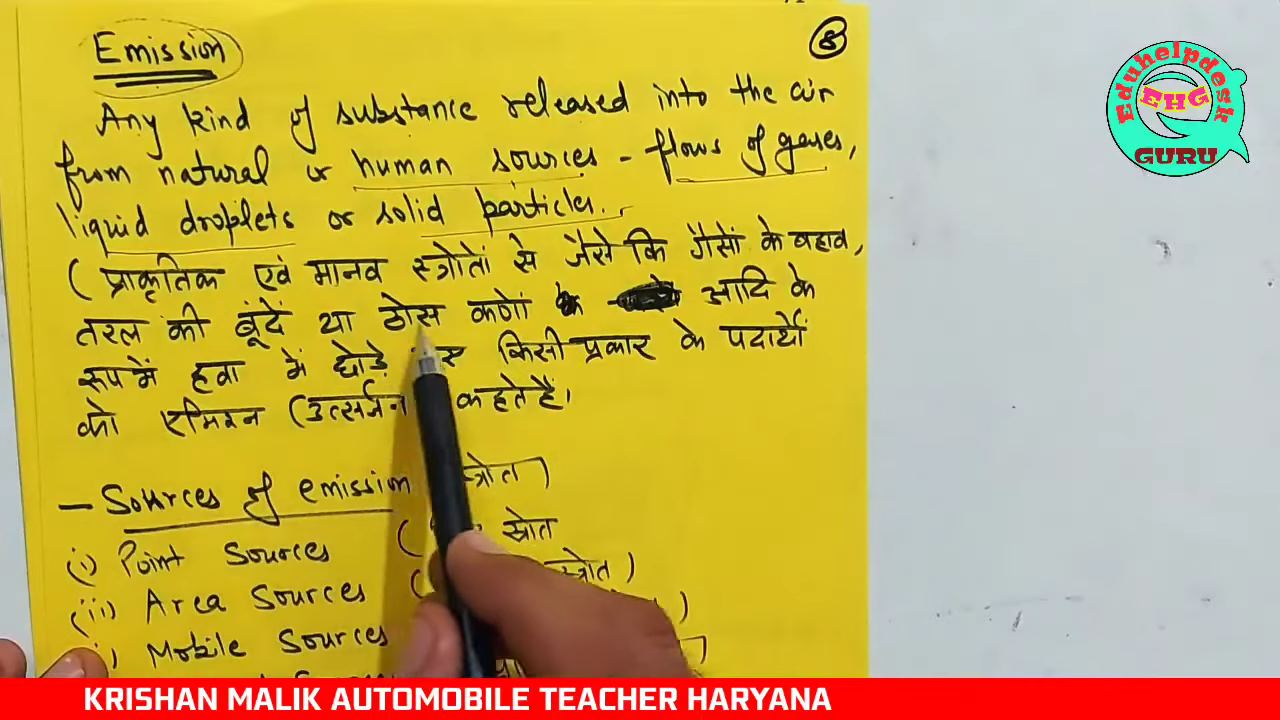 Emission
8
Any kind of substance released into the air
from natural or human sources - flows of gases,
liquid droplets or solid particles.
( प्राकृतिक एवं मानव स्त्रोतों से जैसे कि गैसों के बहाव,
तरल की बूंदें या ठोस कणों के आदि के
रूप में हवा में छोड़े किसी प्रकार के पदार्थों
को एमिशन (उत्सर्जन कहते हैं।
- Sources of emission स्त्रोत)
(i) Point Sources ( स्रोत
(ii) Area Sources ( स्त्रोत)
i) Mobile Sources )
Eduhelpdesk
EHG
GURU
KRISHAN MALIK AUTOMOBILE TEACHER HARYANA